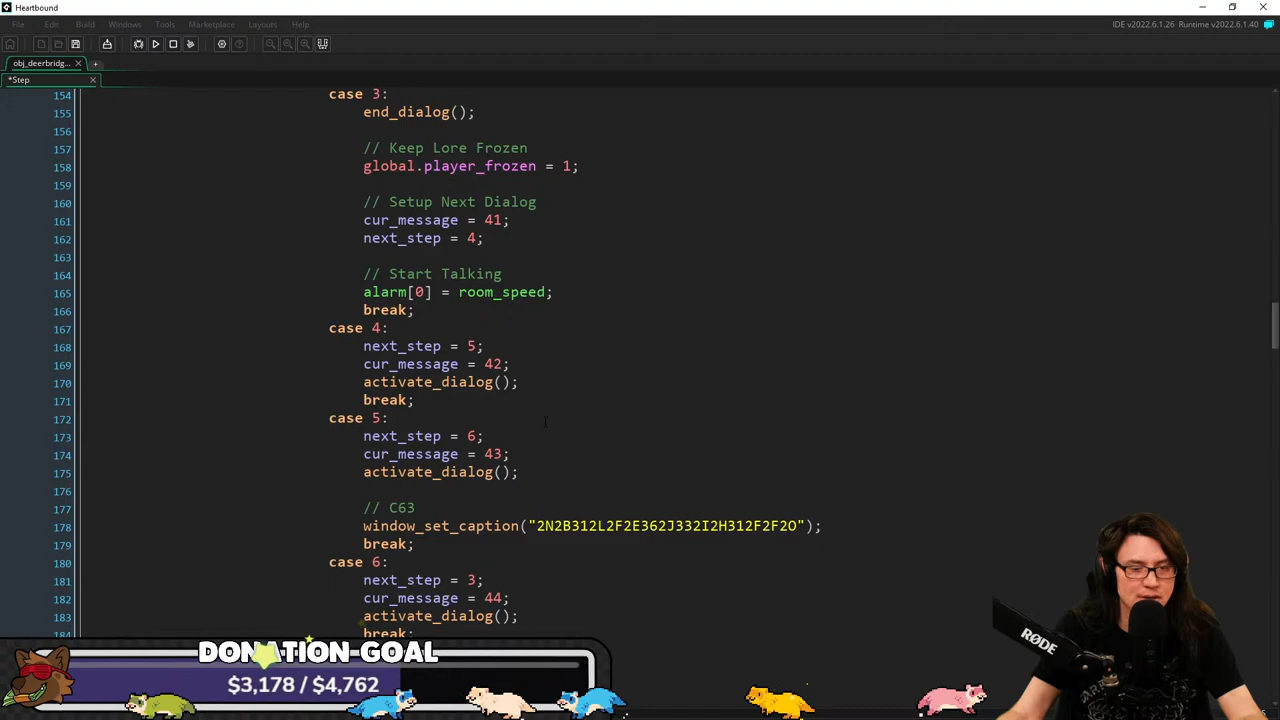 Heartbound
File Edit Build Windows Tools Marketplace Layouts Help
IDE v2022.6.1.26 Runtime v2022.6.1.40
obj_deerbridg...
*Step
154 case 3:
155 end_dialog();
156
157 // Keep Lore Frozen
158 global.player_frozen = 1;
159
160 // Setup Next Dialog
161 cur_message = 41;
162 next_step = 4;
163
164 // Start Talking
165 alarm[0] = room_speed;
166 break;
167 case 4:
168 next_step = 5;
169 cur_message = 42;
170 activate_dialog();
171 break;
172 case 5:
173 next_step = 6;
174 cur_message = 43;
175 activate_dialog();
176
177 // C63
178 window_set_caption("2N2B312L2F2E362J332I2H312F2F2O");
179 break;
180 case 6:
181 next_step = 3;
182 cur_message = 44;
183 activate_dialog();
184 break;
DONATION GOAL
$3,178 / $4,762
RØDE